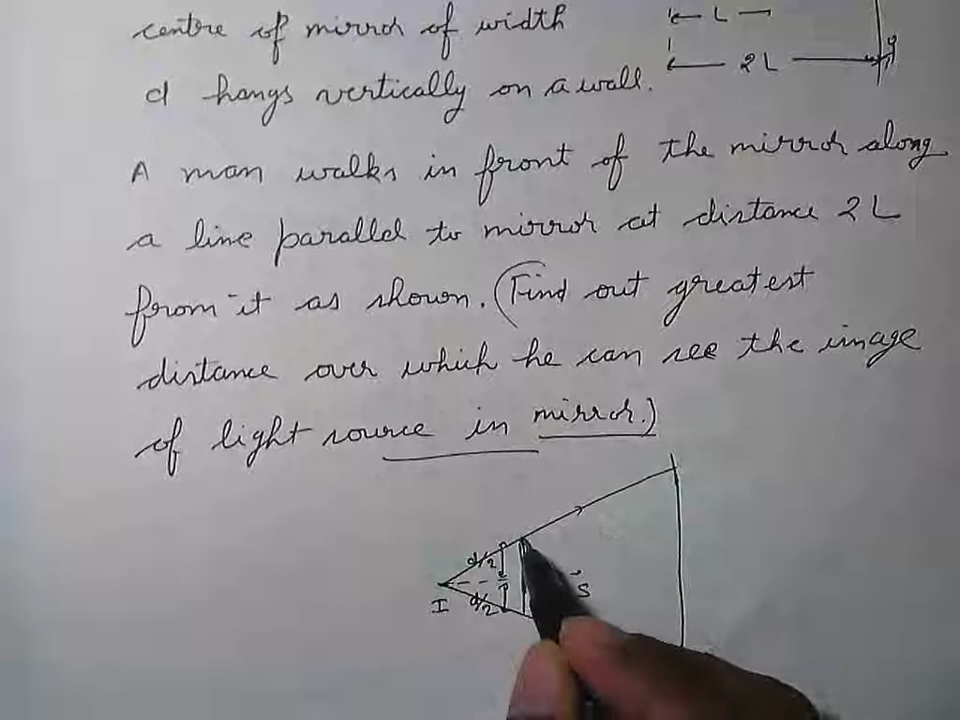 centre of mirror of width
L
2L
d hangs vertically on a wall.
A man walks in front of the mirror along
a line parallel to mirror at distance 2L
from it as shown. (Find out greatest
distance over which he can see the image
of light source in mirror.)
d/2
I
d/2
S